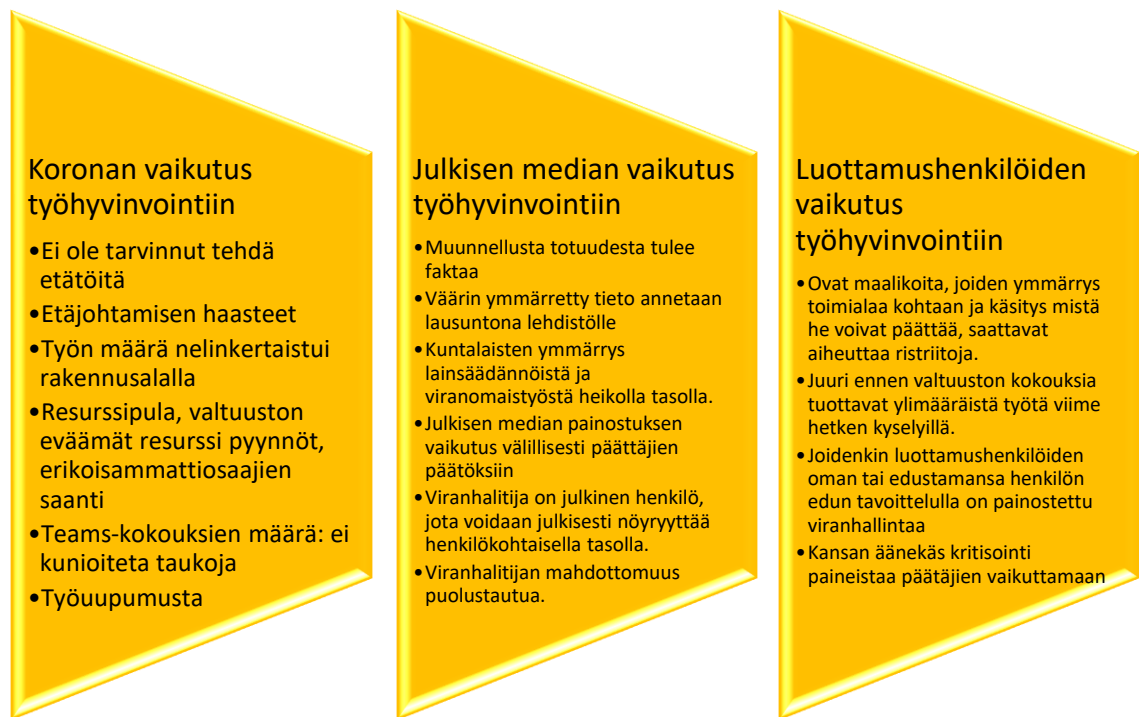 Koronan vaikutus
työhyvinvointiin
•Ei ole tarvinnut tehdä
etätöitä
•Etäjohtamisen haasteet
•Työn määrä nelinkertaistui
rakennusalalla
•Resurssipula, valtuuston
eväämät resurssi pyynnöt,
erikoisammattiosaajien
saanti
•Teams-kokouksien määrä: ei
kunioiteta taukoja
•Työuupumusta
Julkisen median vaikutus
työhyvinvointiin
•Muunnellusta totuudesta tulee
faktaa
•Väärin ymmärretty tieto annetaan
lausuntona lehdistölle
•Kuntalaisten ymmärrys
lainsäädännöistä ja
viranomaistyöstä heikolla tasolla.
•Julkisen median painostuksen
vaikutus välillisesti päättäjien
päätöksiin
•Viranhalitija on julkinen henkilö,
jota voidaan julkisesti nöyryyttää
henkilökohtaisella tasolla.
•Viranhalitijan mahdottomuus
puolustautua.
Luottamushenkilöiden
vaikutus
työhyvinvointiin
•Ovat maalikoita, joiden ymmärrys
toimialaa kohtaan ja käsitys mistä
he voivat päättää, saattavat
aiheuttaa ristriitoja.
•Juuri ennen valtuuston kokouksia
tuottavat ylimääräistä työtä viime
hetken kyselyillä.
•Joidenkin luottamushenkilöiden
oman tai edustamansa henkilön
edun tavoittelulla on painostettu
viranhallintaa
•Kansan äänekäs kritisointi
paineistaa päätäjien vaikuttamaan